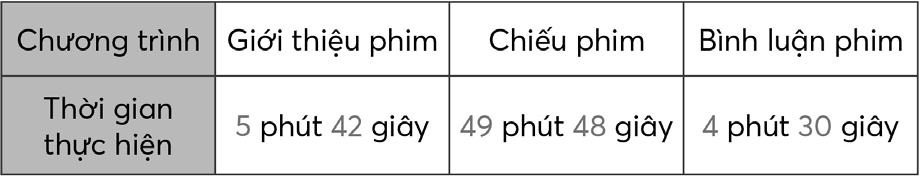 Chương trình Giới thiệu phim Chiếu phim Bình luận phim
Thời gian
thực hiện
5 phút 42 giây 49 phút 48 giây 4 phút 30 giây